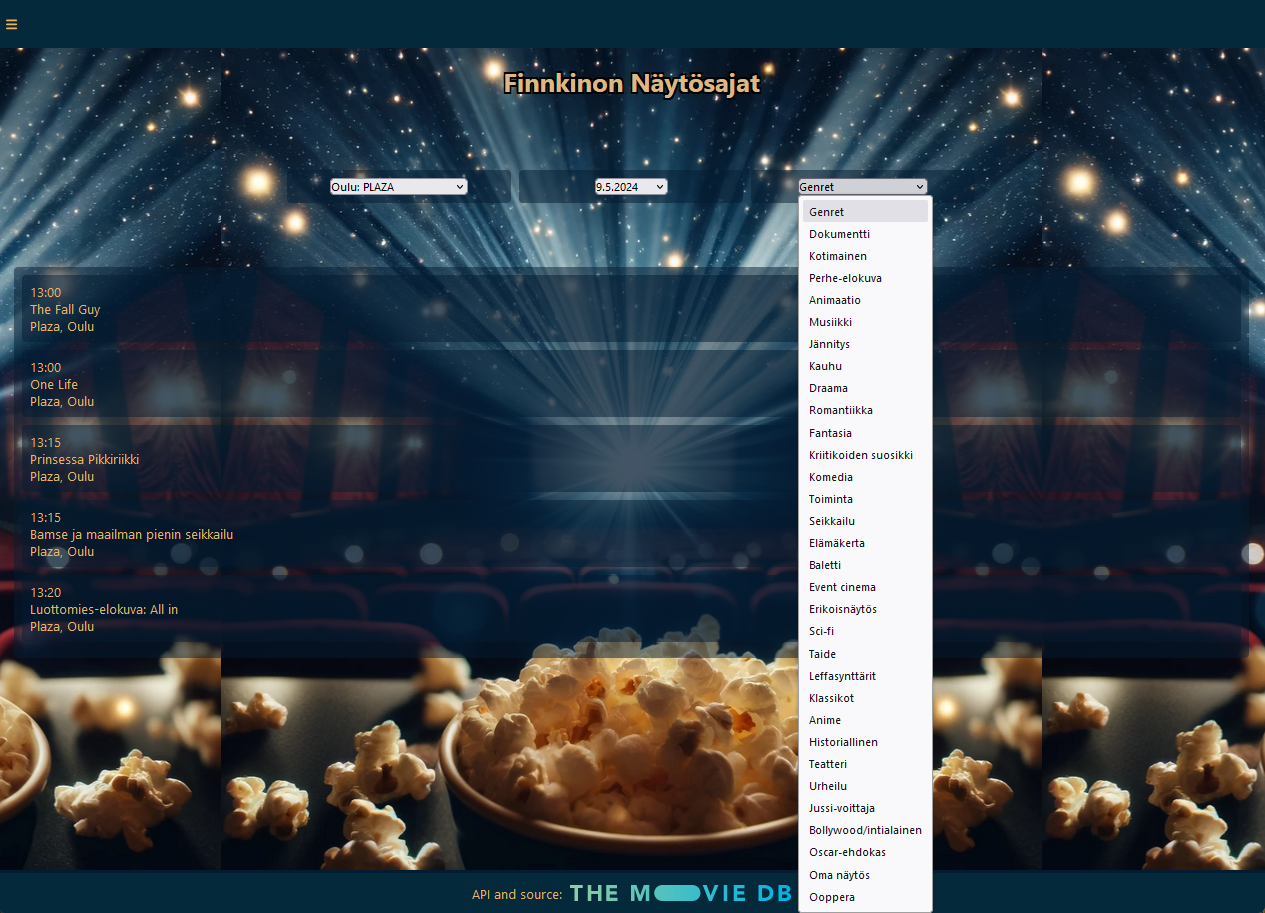 Finnkinon Näytösajat
Oulu: PLAZA
9.5.2024
Genret
Genret
Dokumentti
Kotimainen
Perhe-elokuva
Animaatio
Musiikki
Jännitys
Kauhu
Draama
Romantiikka
Fantasia
Kriitikoiden suosikki
Komedia
Toiminta
Seikkailu
Elämäkerta
Baletti
Event cinema
Erikoisnäytös
Sci-fi
Taide
Leffasynttärit
Klassikot
Anime
Historiallinen
Teatteri
Urheilu
Jussi-voittaja
Bollywood/intialainen
Oscar-ehdokas
Oma näytös
Ooppera
13:00
The Fall Guy
Plaza, Oulu
13:00
One Life
Plaza, Oulu
13:15
Prinsessa Pikkiriikki
Plaza, Oulu
13:15
Bamse ja maailman pienin seikkailu
Plaza, Oulu
13:20
Luottomies-elokuva: All in
Plaza, Oulu
API and source: THE MOVIE DB